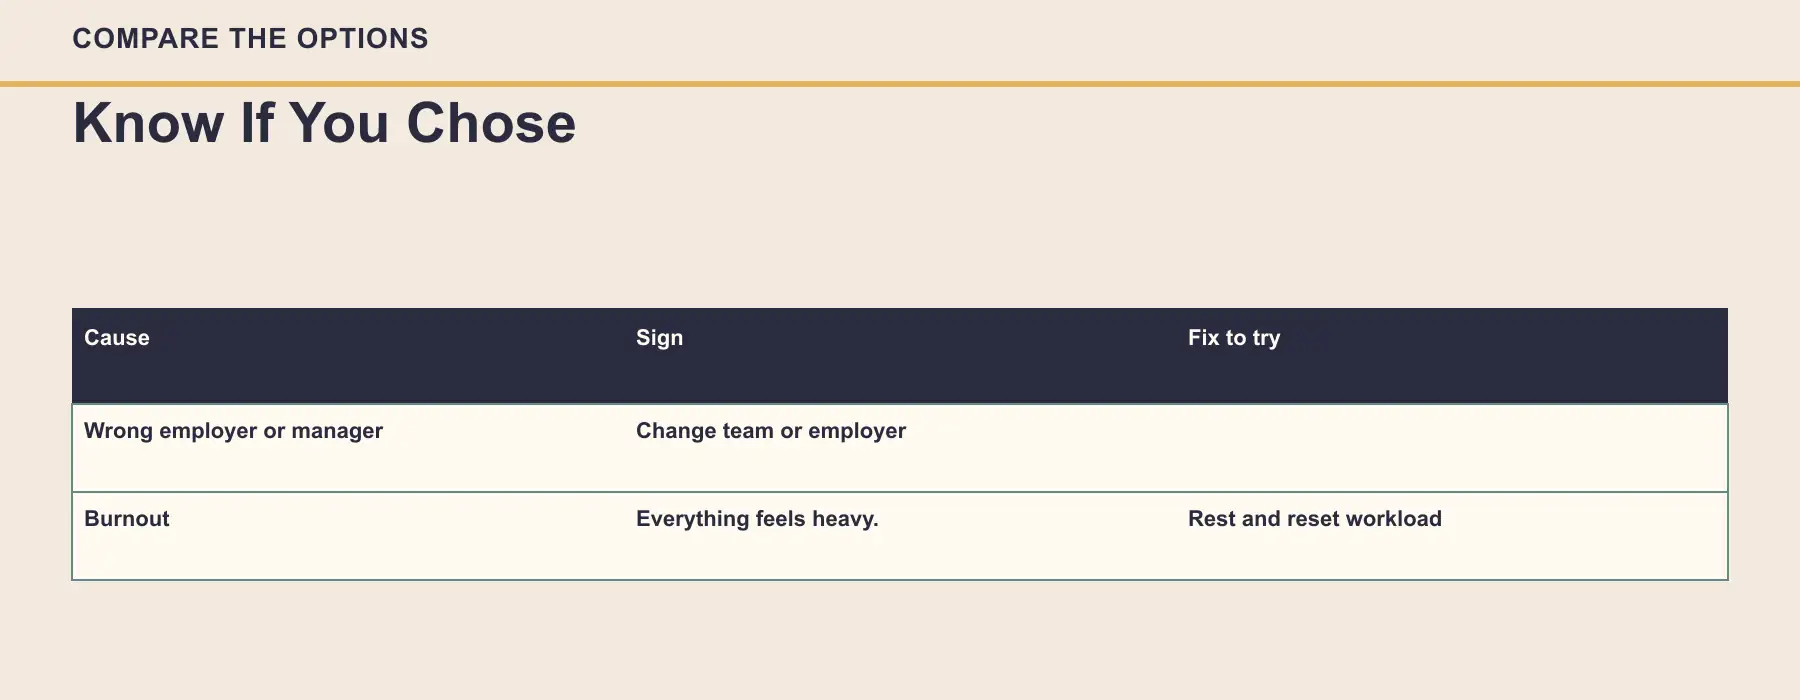 COMPARE THE OPTIONS
Know If You Chose
Cause Sign Fix to try
Wrong employer or manager Change team or employer
Burnout Everything feels heavy. Rest and reset workload